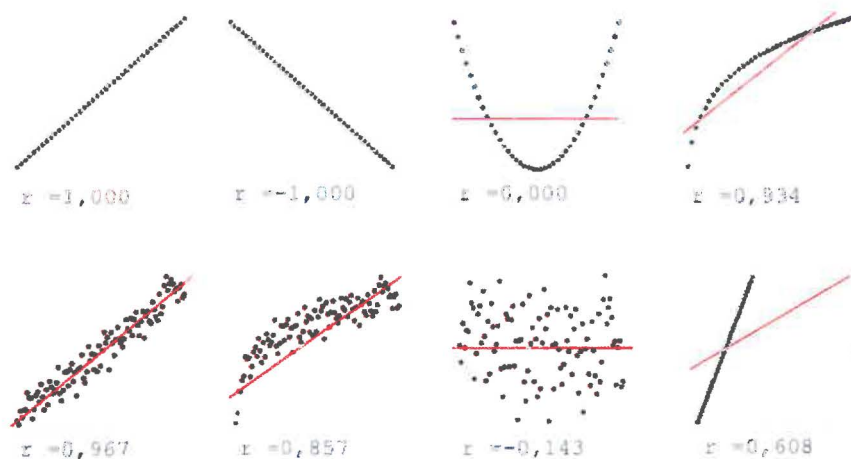 r =1,000
r =-1,000
r =0,000
r =0,934
r =0,967
r =0,857
r =-0,143
r =0,608